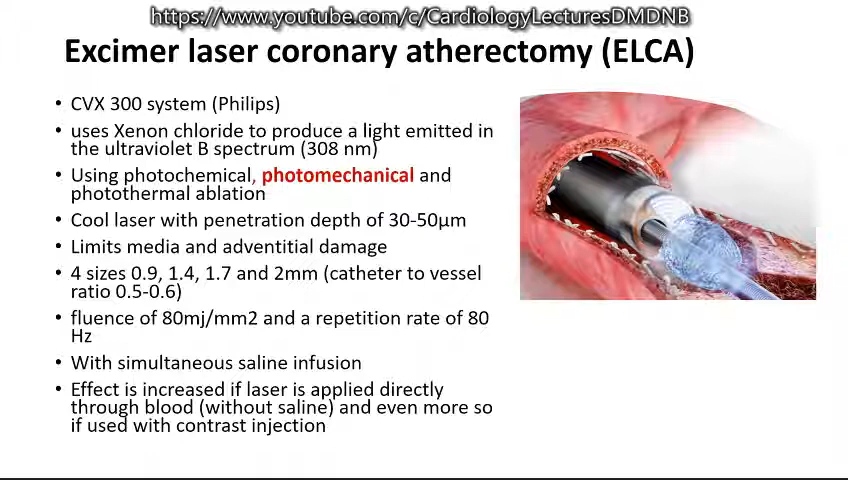 https://www.youtube.com/c/CardiologyLecturesDMDNB
Excimer laser coronary atherectomy (ELCA)
• CVX 300 system (Philips)
• uses Xenon chloride to produce a light emitted in
the ultraviolet B spectrum (308 nm)
• Using photochemical, photomechanical and
photothermal ablation
• Cool laser with penetration depth of 30-50μm
• Limits media and adventitial damage
• 4 sizes 0.9, 1.4, 1.7 and 2mm (catheter to vessel
ratio 0.5-0.6)
• fluence of 80mj/mm2 and a repetition rate of 80
Hz
• With simultaneous saline infusion
• Effect is increased if laser is applied directly
through blood (without saline) and even more so
if used with contrast injection